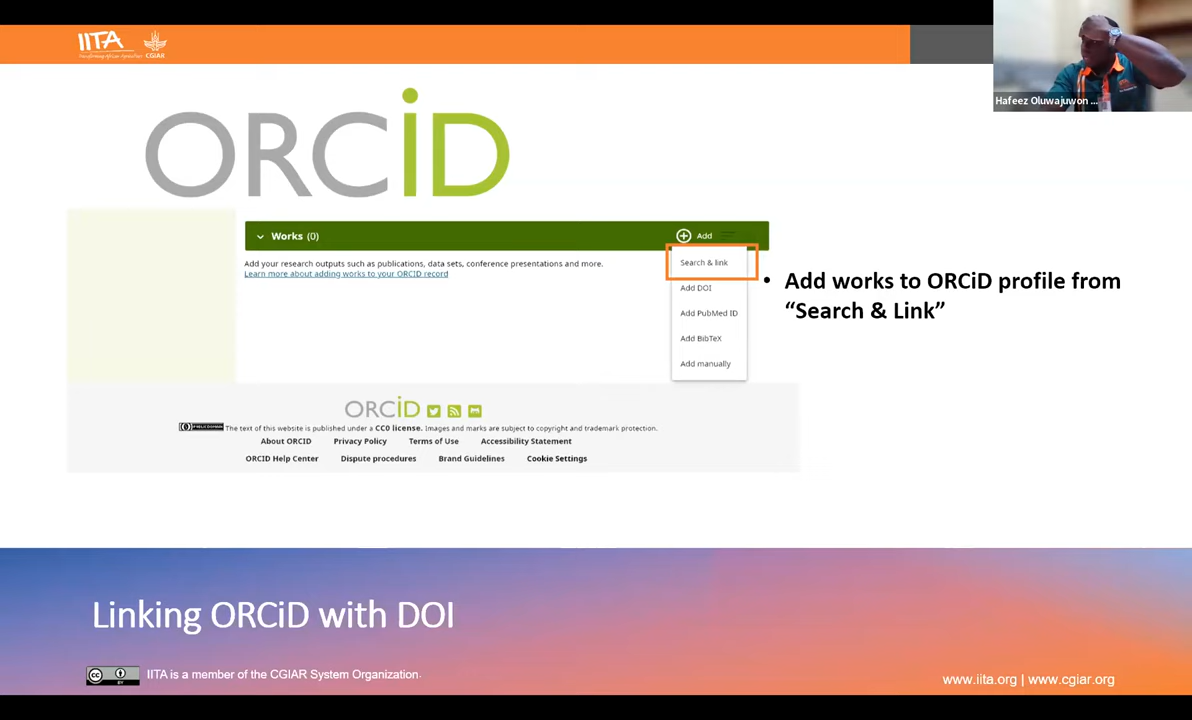 IITA
CGIAR
Hafeez Oluwajuwon ...
ORCiD
Works (0)
Add
Add your research outputs such as publications, data sets, conference presentations and more.
Learn more about adding works to your ORCID record
Search & link
Add DOI
Add PubMed ID
Add BibTeX
Add manually
• Add works to ORCiD profile from
“Search & Link”
ORCiD
The text of this website is published under a CC0 license. Images and marks are subject to copyright and trademark protection.
About ORCID Privacy Policy Terms of Use Accessibility Statement
ORCID Help Center Dispute procedures Brand Guidelines Cookie Settings
Linking ORCiD with DOI
cc
BY
IITA is a member of the CGIAR System Organization.
www.iita.org | www.cgiar.org